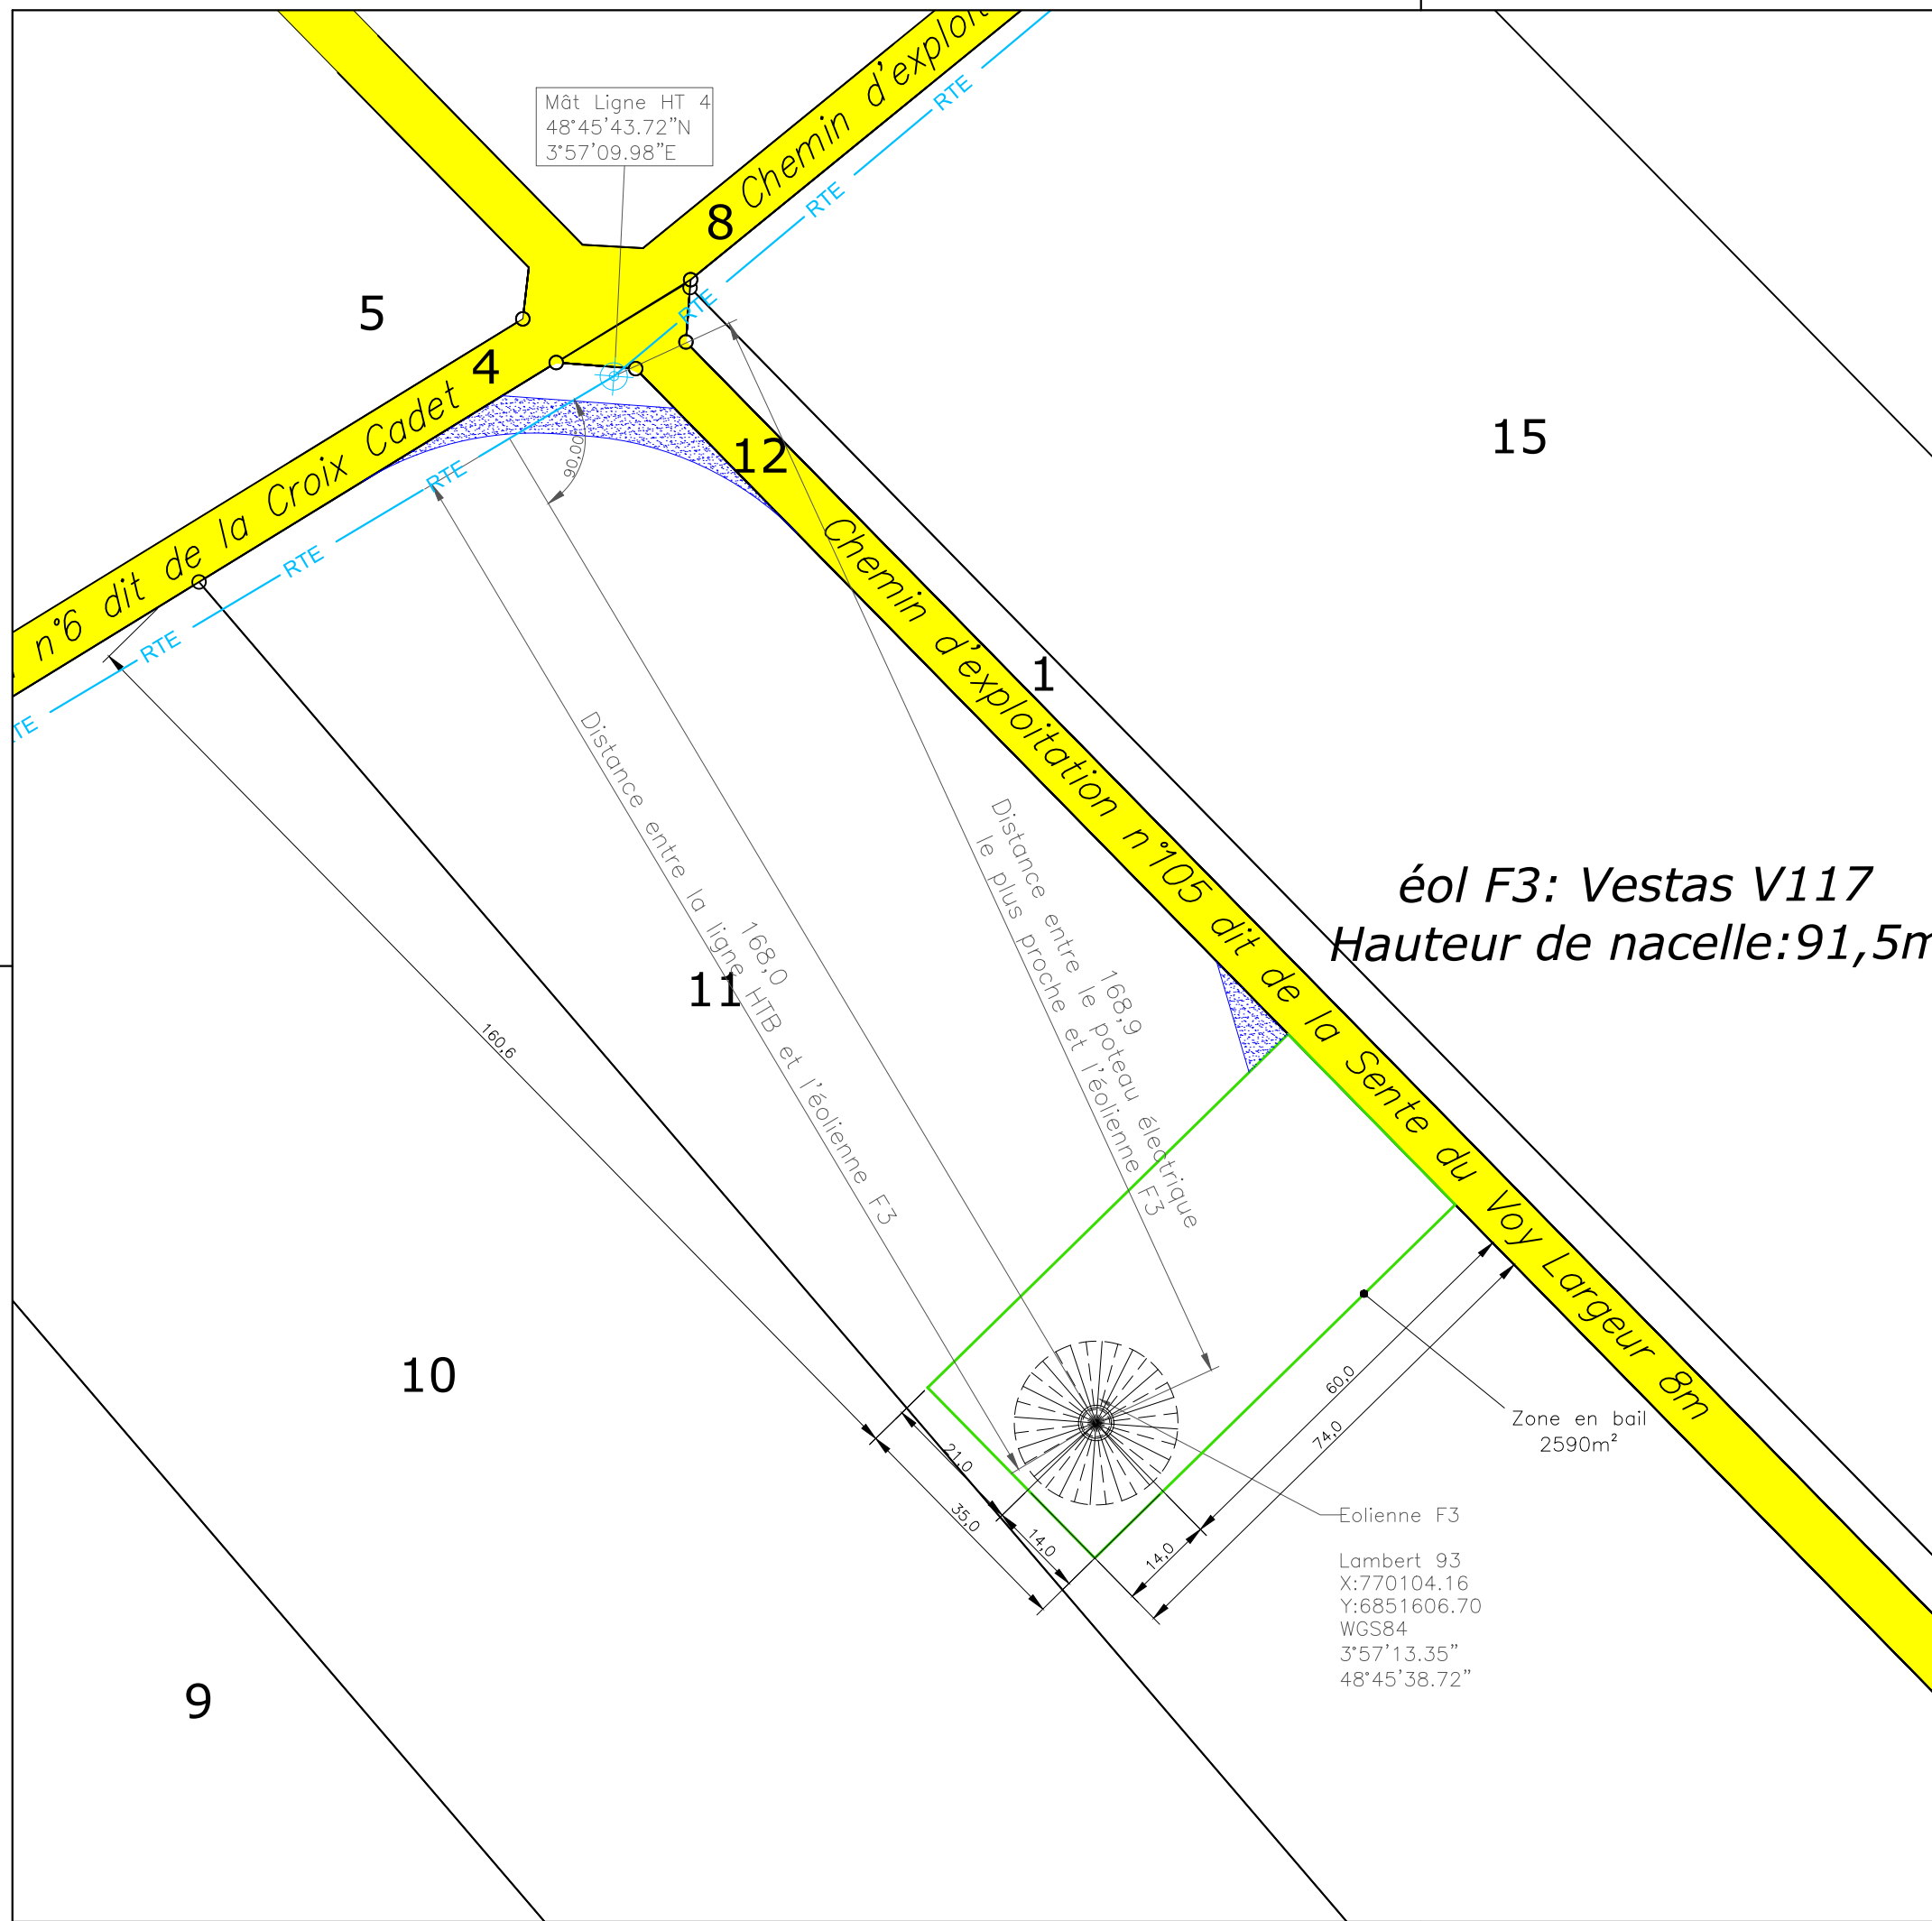 Mât Ligne HT 4
48°45'43.72"N
3°57'09.98"E
Chemin d'exploit
8
RTE
RTE
RTE
5
4
n°6 dit de la Croix Cadet
RTE
RTE
RTE
TE
90,00
12
15
1
Chemin d'exploitation n°105 dit de la Sente du Voy Largeur 8m
éol F3: Vestas V117
Hauteur de nacelle:91,5m
168,0
Distance entre la ligne HTB et l'éolienne F3
168,9
Distance entre le poteau électrique
le plus proche et l'éolienne F3
11
160,6
10
9
21,0
35,0
14,0
14,0
60,0
74,0
Zone en bail
2590m²
Eolienne F3
Lambert 93
X:770104.16
Y:6851606.70
WGS84
3°57'13.35"
48°45'38.72"